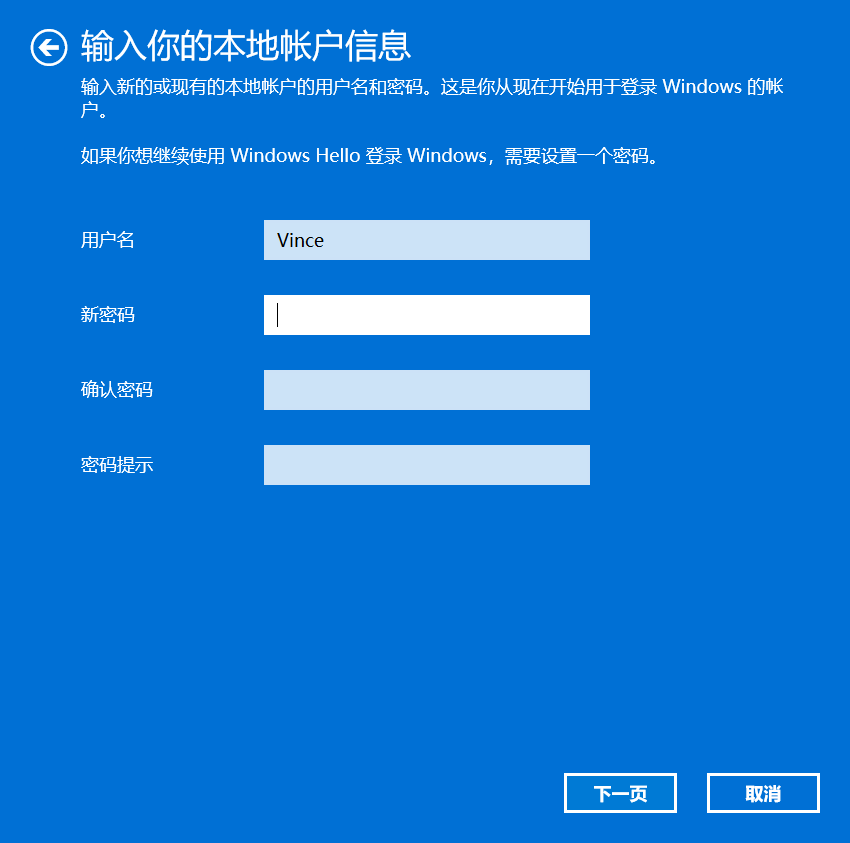 输入你的本地帐户信息
输入新的或现有的本地帐户的用户名和密码。这是你从现在开始用于登录 Windows 的帐
户。
如果你想继续使用 Windows Hello 登录 Windows，需要设置一个密码。
用户名
Vince
新密码
确认密码
密码提示
下一页
取消